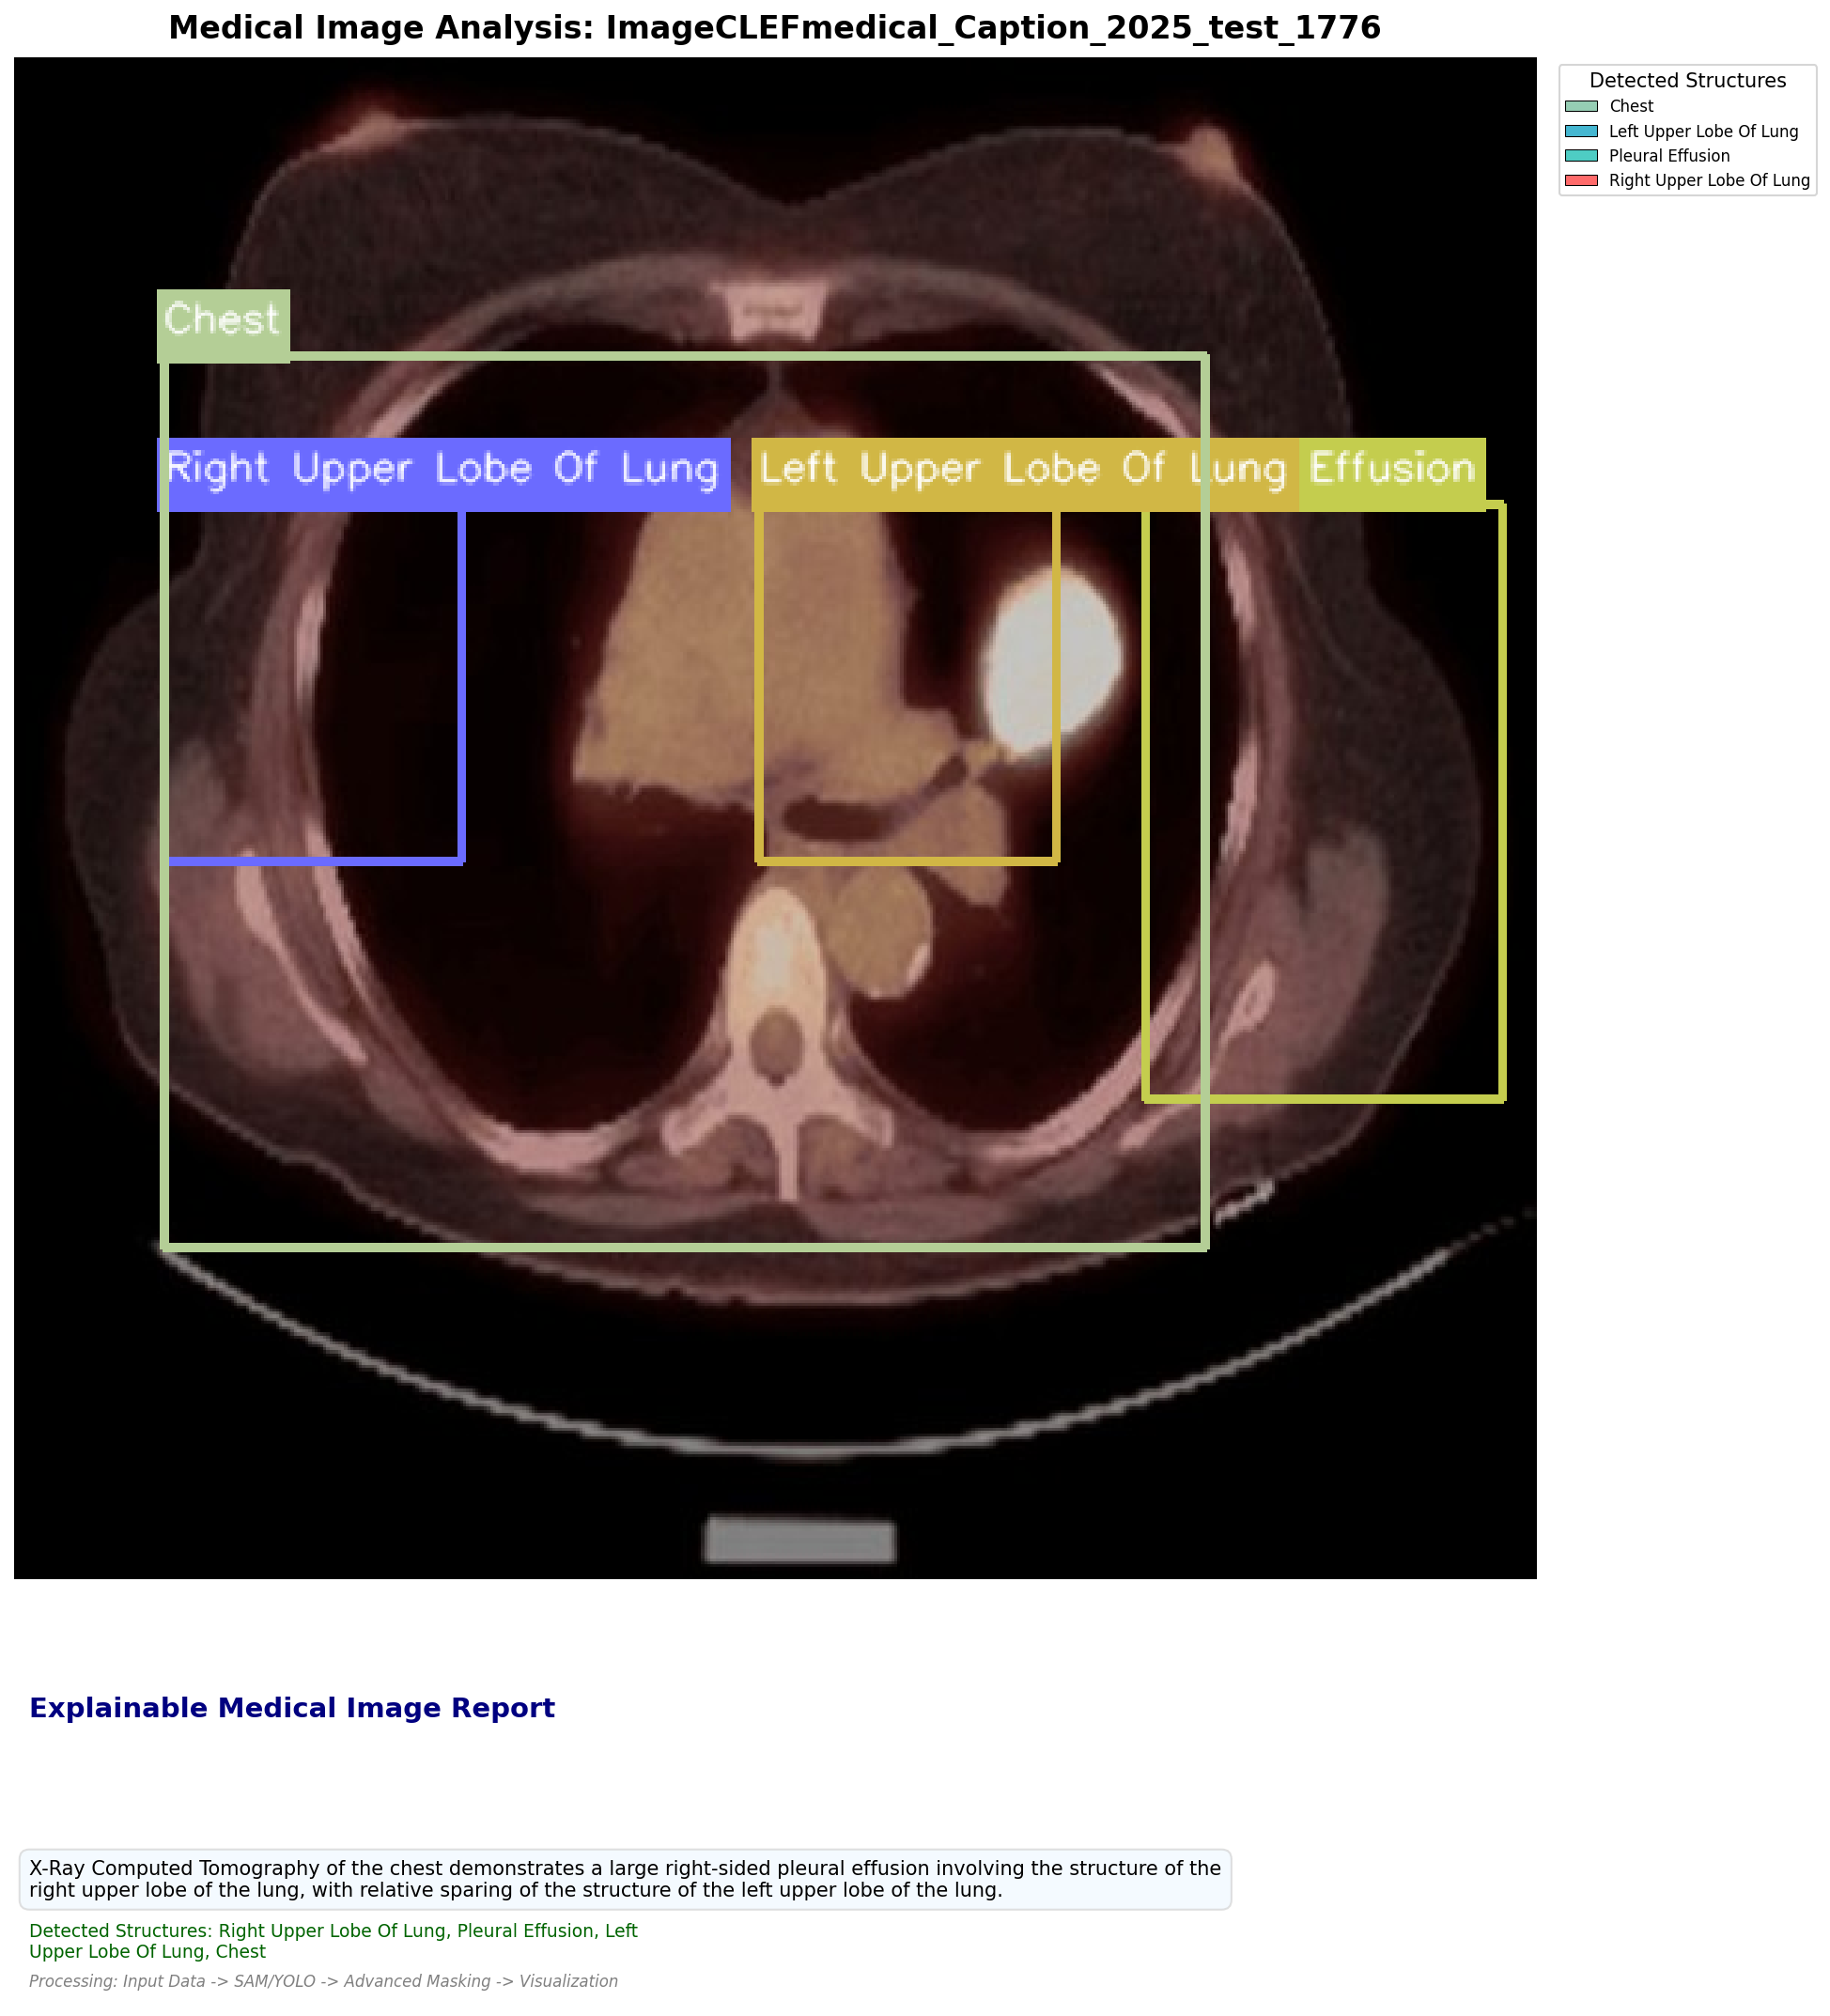 Medical Image Analysis: ImageCLEFmedical_Caption_2025_test_1776
Detected Structures
Chest
Left Upper Lobe Of Lung
Pleural Effusion
Right Upper Lobe Of Lung
Chest
Right Upper Lobe Of Lung
Left Upper Lobe Of Lung
Effusion
Explainable Medical Image Report
X-Ray Computed Tomography of the chest demonstrates a large right-sided pleural effusion involving the structure of the
right upper lobe of the lung, with relative sparing of the structure of the left upper lobe of the lung.
Detected Structures: Right Upper Lobe Of Lung, Pleural Effusion, Left
Upper Lobe Of Lung, Chest
Processing: Input Data -> SAM/YOLO -> Advanced Masking -> Visualization